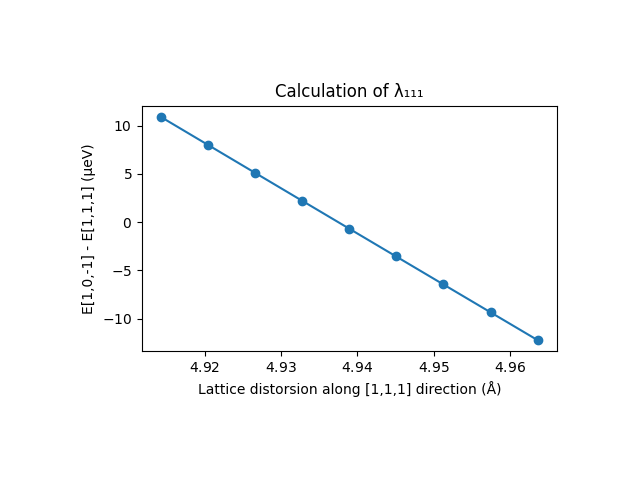 Calculation of λ₁₁₁
10
5
0
−5
−10
E[1,0,-1] - E[1,1,1] (μeV)
4.92 4.93 4.94 4.95 4.96
Lattice distorsion along [1,1,1] direction (Å)